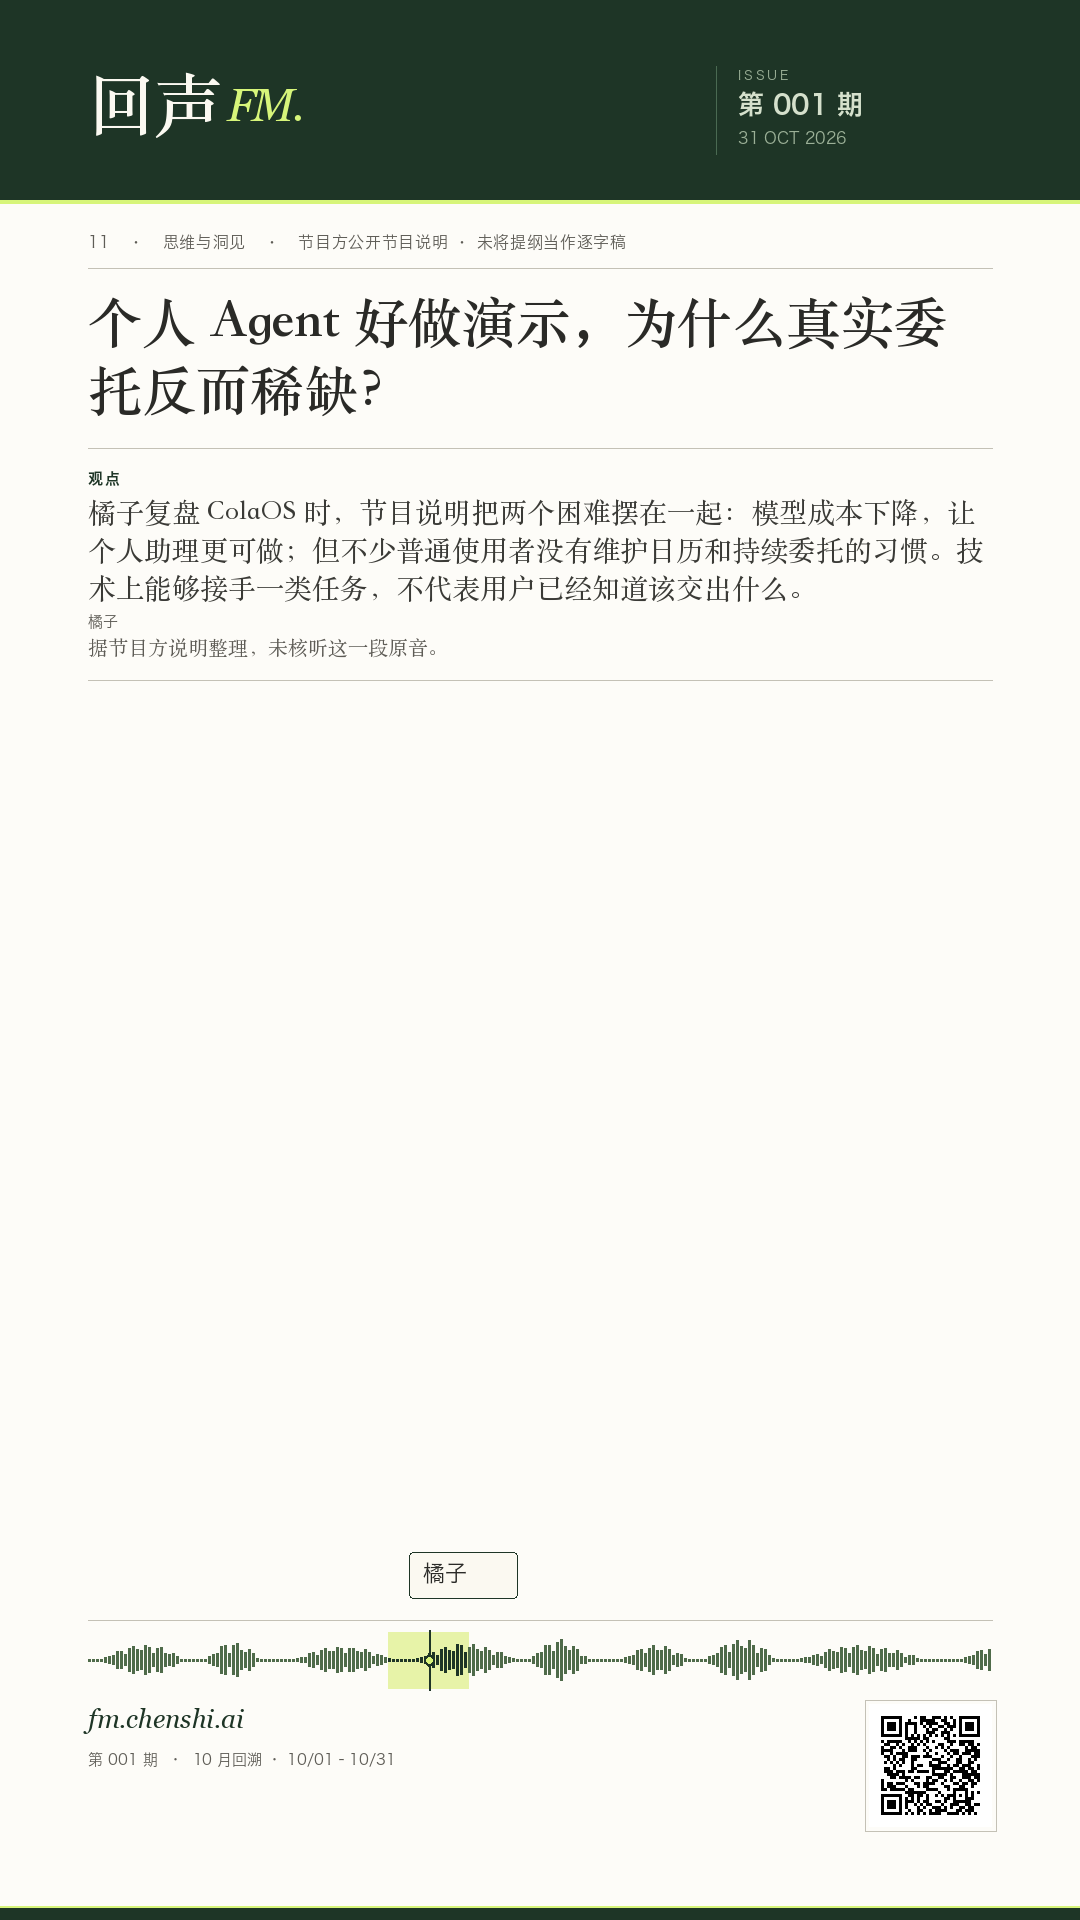 回声 FM.
ISSUE
第 001 期
31 OCT 2026
11 · 思维与洞见 · 节目方公开节目说明 · 未将提纲当作逐字稿
个人 Agent 好做演示，为什么真实委
托反而稀缺？
观点
橘子复盘 ColaOS 时，节目说明把两个困难摆在一起：模型成本下降，让
个人助理更可做；但不少普通使用者没有维护日历和持续委托的习惯。技
术上能够接手一类任务，不代表用户已经知道该交出什么。
橘子
据节目方说明整理，未核听这一段原音。
橘子
fm.chenshi.ai
第 001 期 · 10 月回溯 · 10/01 - 10/31